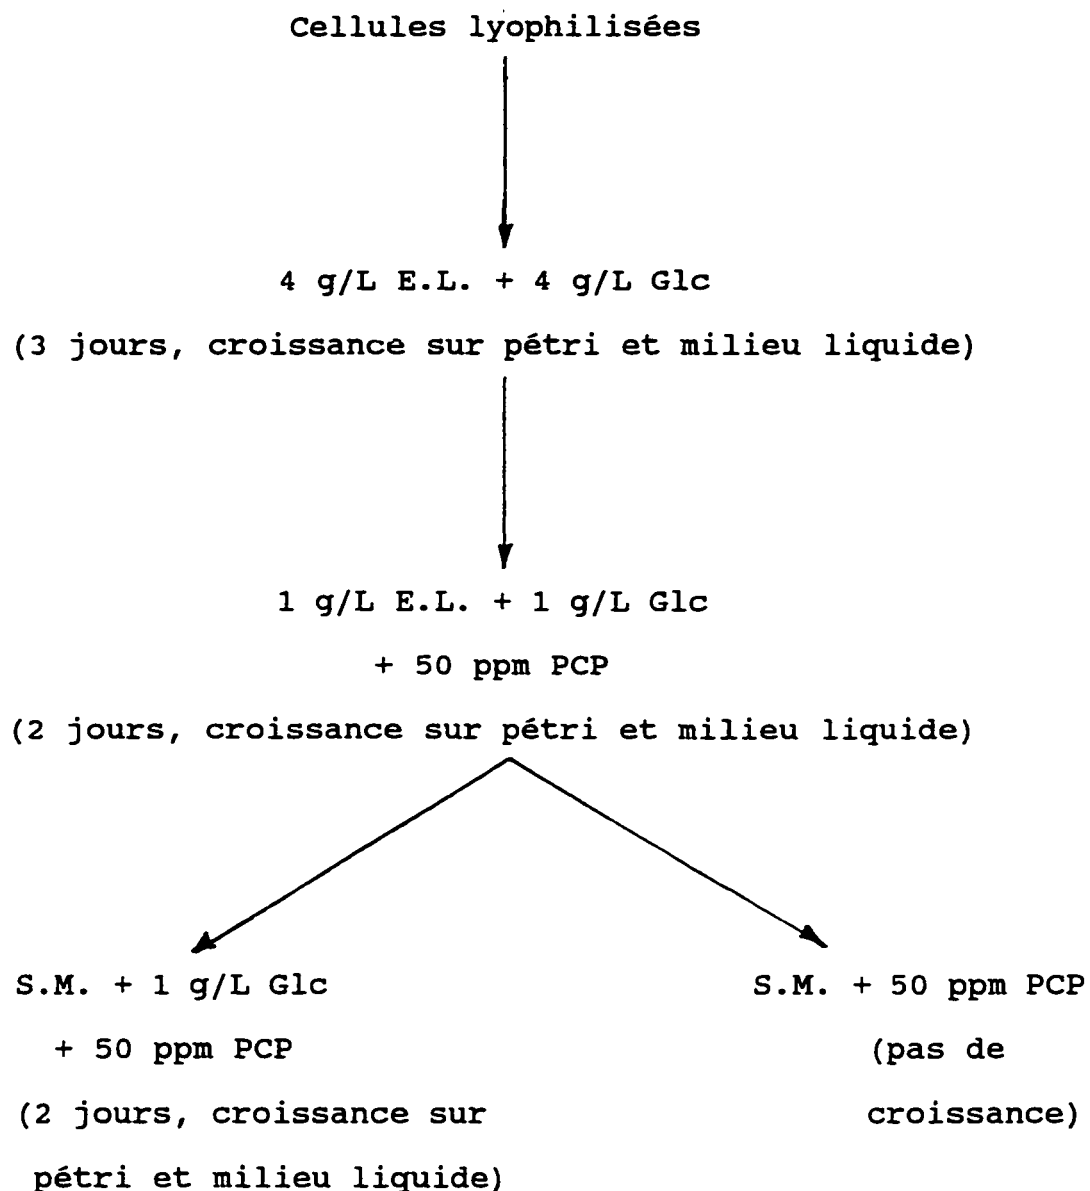 Cellules lyophilisées
4 g/L E.L. + 4 g/L Glc
(3 jours, croissance sur pétri et milieu liquide)
1 g/L E.L. + 1 g/L Glc
+ 50 ppm PCP
(2 jours, croissance sur pétri et milieu liquide)
S.M. + 1 g/L Glc
+ 50 ppm PCP
(2 jours, croissance sur
pétri et milieu liquide)
S.M. + 50 ppm PCP
(pas de
croissance)